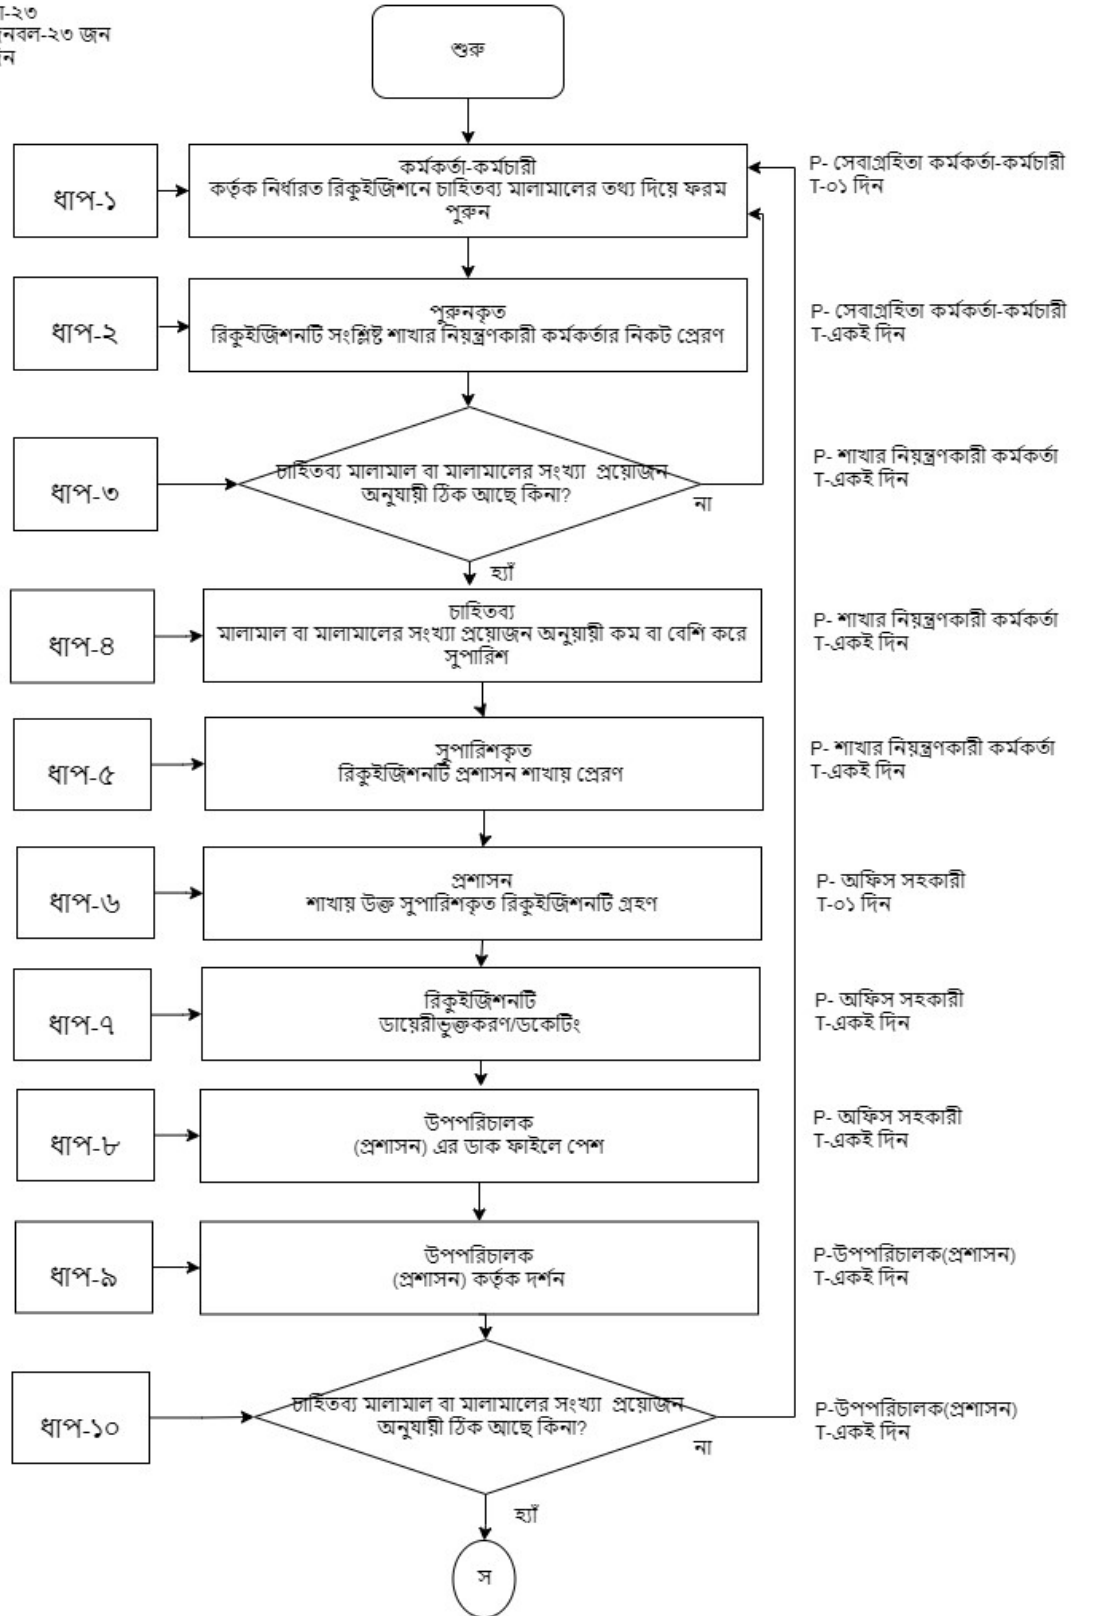 -২৩
নবল-২৩ জন
শুরু
ধাপ-১
কর্মকর্তা-কর্মচারী
কর্তৃক নির্ধারত রিকুইজিশনে চাহিতব্য মালামালের তথ্য দিয়ে ফরম
পুরুন
P- সেবাগ্রহিতা কর্মকর্তা-কর্মচারী
T-০১ দিন
ধাপ-২
পুরুনকৃত
রিকুইজিশনটি সংশ্লিষ্ট শাখার নিয়ন্ত্রণকারী কর্মকর্তার নিকট প্রেরণ
P- সেবাগ্রহিতা কর্মকর্তা-কর্মচারী
T-একই দিন
ধাপ-৩
চাহিতব্য মালামাল বা মালামালের সংখ্যা প্রয়োজন
অনুযায়ী ঠিক আছে কিনা?
না
P- শাখার নিয়ন্ত্রণকারী কর্মকর্তা
T-একই দিন
হ্যাঁ
ধাপ-৪
চাহিতব্য
মালামাল বা মালামালের সংখ্যা প্রয়োজন অনুয়ায়ী কম বা বেশি করে
সুপারিশ
P- শাখার নিয়ন্ত্রণকারী কর্মকর্তা
T-একই দিন
ধাপ-৫
সুপারিশকৃত
রিকুইজিশনটি প্রশাসন শাখায় প্রেরণ
P- শাখার নিয়ন্ত্রণকারী কর্মকর্তা
T-একই দিন
ধাপ-৬
প্রশাসন
শাখায় উক্ত সুপারিশকৃত রিকুইজিশনটি গ্রহণ
P- অফিস সহকারী
T-০১ দিন
ধাপ-৭
রিকুইজিশনটি
ডায়েরীভুক্তকরণ/ডকেটিং
P- অফিস সহকারী
T-একই দিন
ধাপ-৮
উপপরিচালক
(প্রশাসন) এর ডাক ফাইলে পেশ
P- অফিস সহকারী
T-একই দিন
ধাপ-৯
উপপরিচালক
(প্রশাসন) কর্তৃক দর্শন
P-উপপরিচালক(প্রশাসন)
T-একই দিন
ধাপ-১০
চাহিতব্য মালামাল বা মালামালের সংখ্যা প্রয়োজন
অনুযায়ী ঠিক আছে কিনা?
না
P-উপপরিচালক(প্রশাসন)
T-একই দিন
হ্যাঁ
স